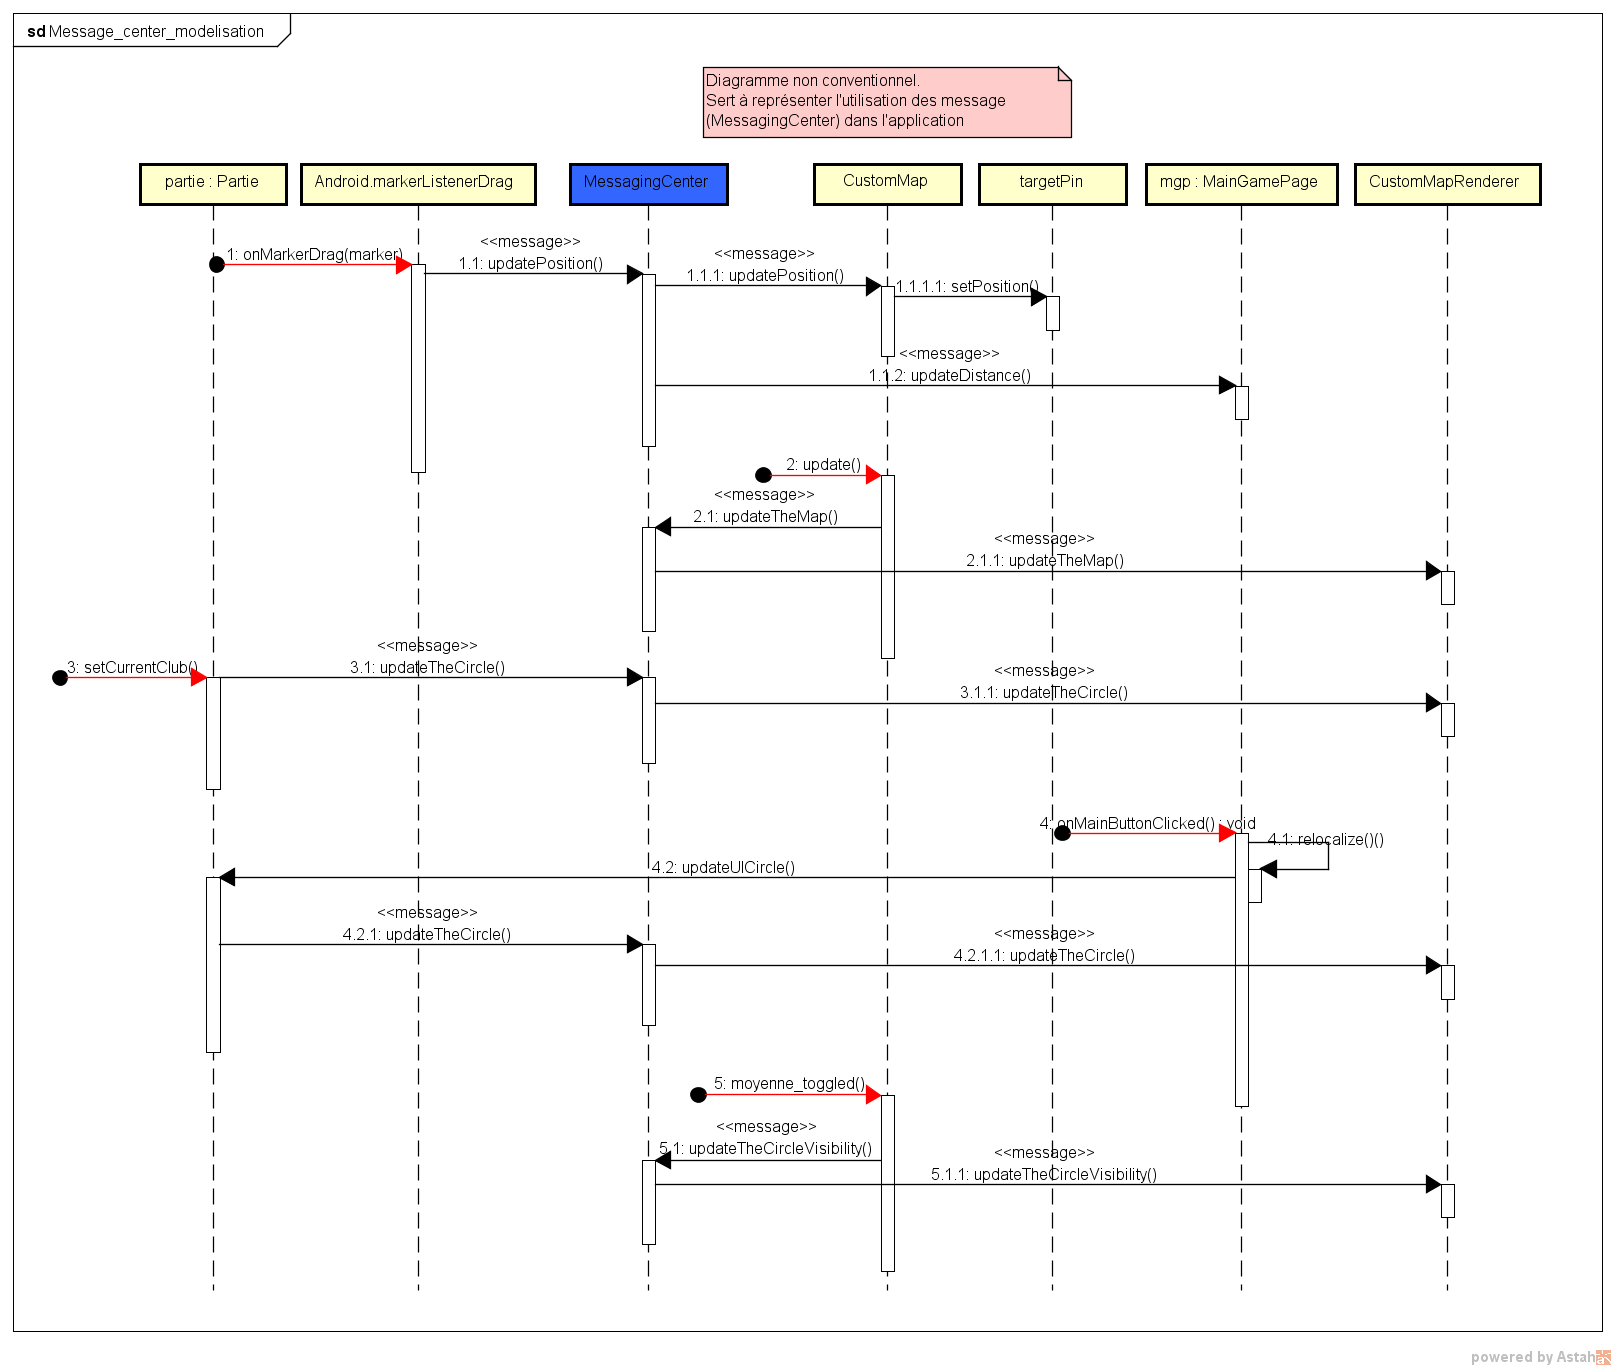 sd Message_center_modelisation
Diagramme non conventionnel.
Sert à représenter l'utilisation des message
(MessagingCenter) dans l'application
partie : Partie
Android.markerListenerDrag
MessagingCenter
CustomMap
targetPin
mgp : MainGamePage
CustomMapRenderer
1: onMarkerDrag(marker)
<<message>>
1.1: updatePosition()
<<message>>
1.1.1: updatePosition()
1.1.1.1: setPosition()
<<message>>
1.1.2: updateDistance()
2: update()
<<message>>
2.1: updateTheMap()
<<message>>
2.1.1: updateTheMap()
3: setCurrentClub()
<<message>>
3.1: updateTheCircle()
<<message>>
3.1.1: updateTheCircle()
4: onMainButtonClicked() : void
4.1: relocalize()()
4.2: updateUICircle()
<<message>>
4.2.1: updateTheCircle()
<<message>>
4.2.1.1: updateTheCircle()
5: moyenne_toggled()
<<message>>
5.1: updateTheCircleVisibility()
<<message>>
5.1.1: updateTheCircleVisibility()
powered by Astah